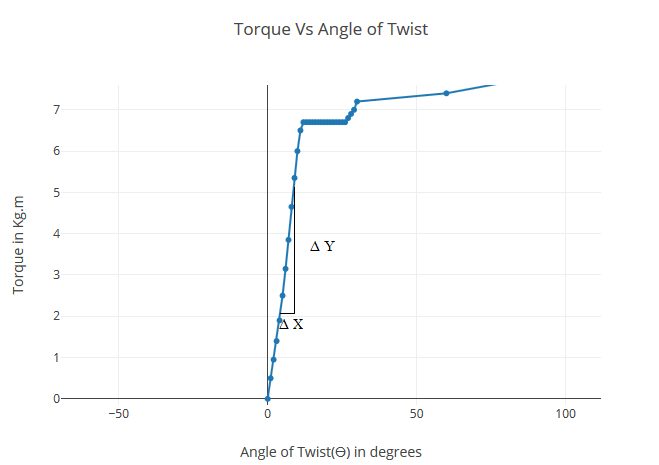 Torque Vs Angle of Twist
Torque in Kg.m
7
6
5
4
3
2
1
0
Δ Y
Δ X
−50
0
50
100
Angle of Twist(Ө) in degrees